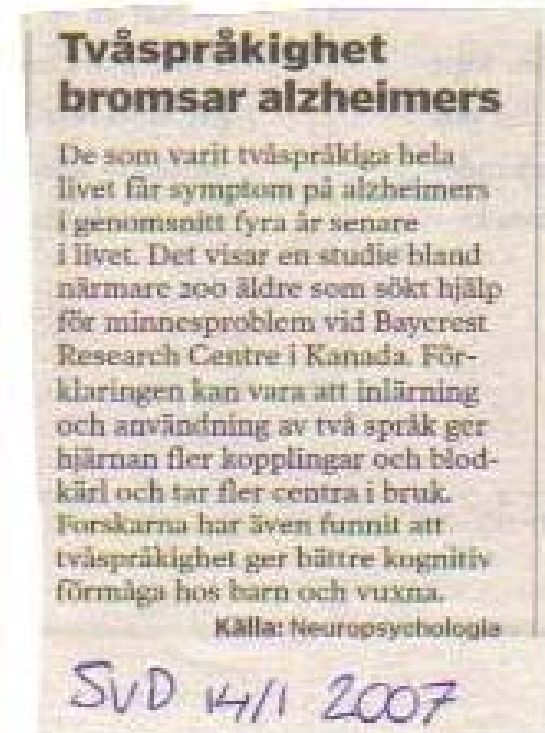 Tvåspråkighet
bromsar alzheimers
De som varit tvåspråkiga hela
livet får symptom på alzheimers
i genomsnitt fyra år senare
i livet. Det visar en studie bland
närmare 200 äldre som sökt hjälp
för minnesproblem vid Baycrest
Research Centre i Kanada. För-
klaringen kan vara att inlärning
och användning av två språk ger
hjärnan fler kopplingar och blod-
kärl och tar fler centra i bruk.
Forskarna har även funnit att
tvåspråkighet ger bättre kognitiv
förmåga hos barn och vuxna.
Källa: Neuropsychologia
SvD 14/1 2007